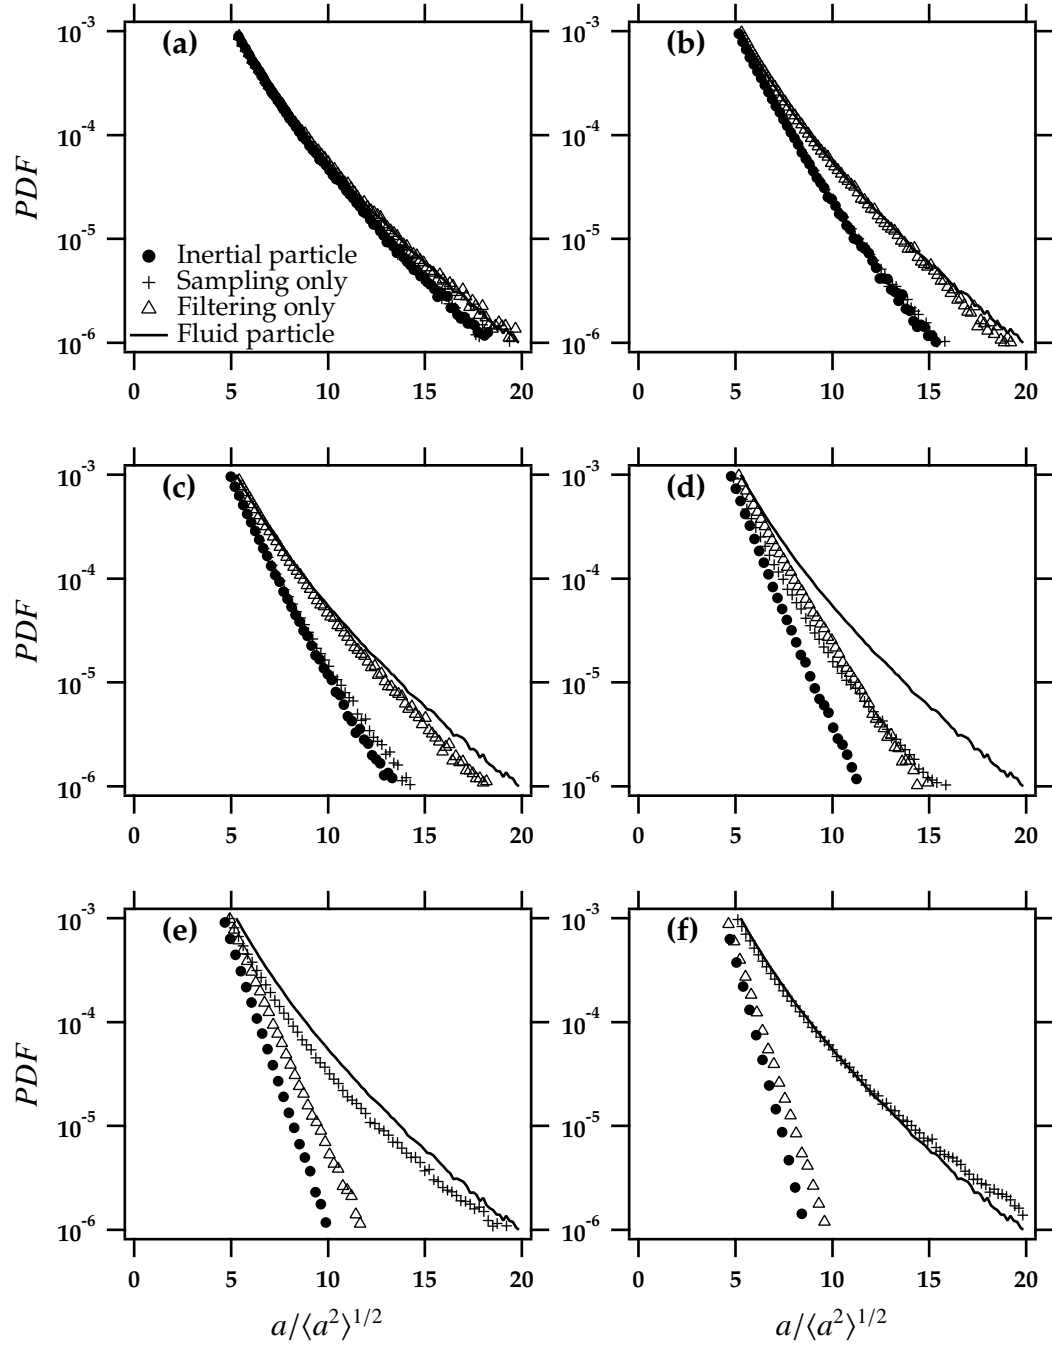 10^-3 (a) 10^-3 (b)
10^-4 10^-4
PDF
10^-5 10^-5
Inertial particle
Sampling only
Filtering only
Fluid particle
10^-6 10^-6
0 5 10 15 20 0 5 10 15 20
10^-3 (c) 10^-3 (d)
10^-4 10^-4
PDF
10^-5 10^-5
10^-6 10^-6
0 5 10 15 20 0 5 10 15 20
10^-3 (e) 10^-3 (f)
10^-4 10^-4
PDF
10^-5 10^-5
10^-6 10^-6
0 5 10 15 20 0 5 10 15 20
a/⟨a²⟩^1/2 a/⟨a²⟩^1/2